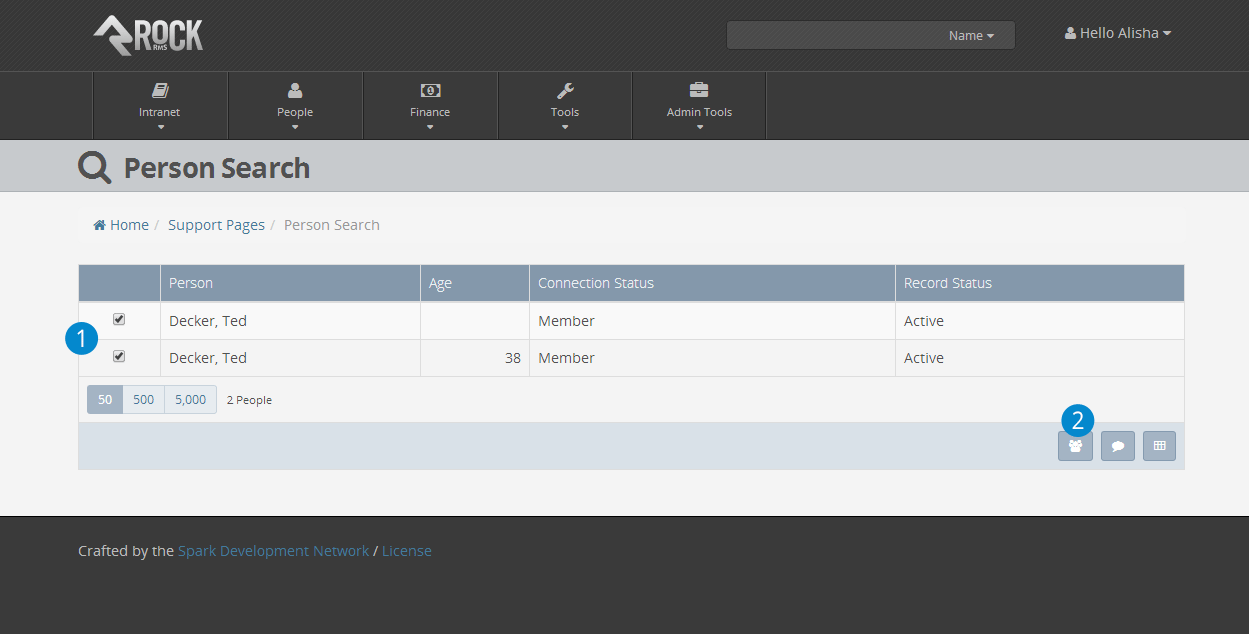 ROCK
RMS
Name
Hello Alisha
Intranet
People
Finance
Tools
Admin Tools
Person Search
Home / Support Pages / Person Search
Person Age Connection Status Record Status
Decker, Ted Member Active
1
Decker, Ted 38 Member Active
50 500 5,000 2 People
2
Crafted by the Spark Development Network / License